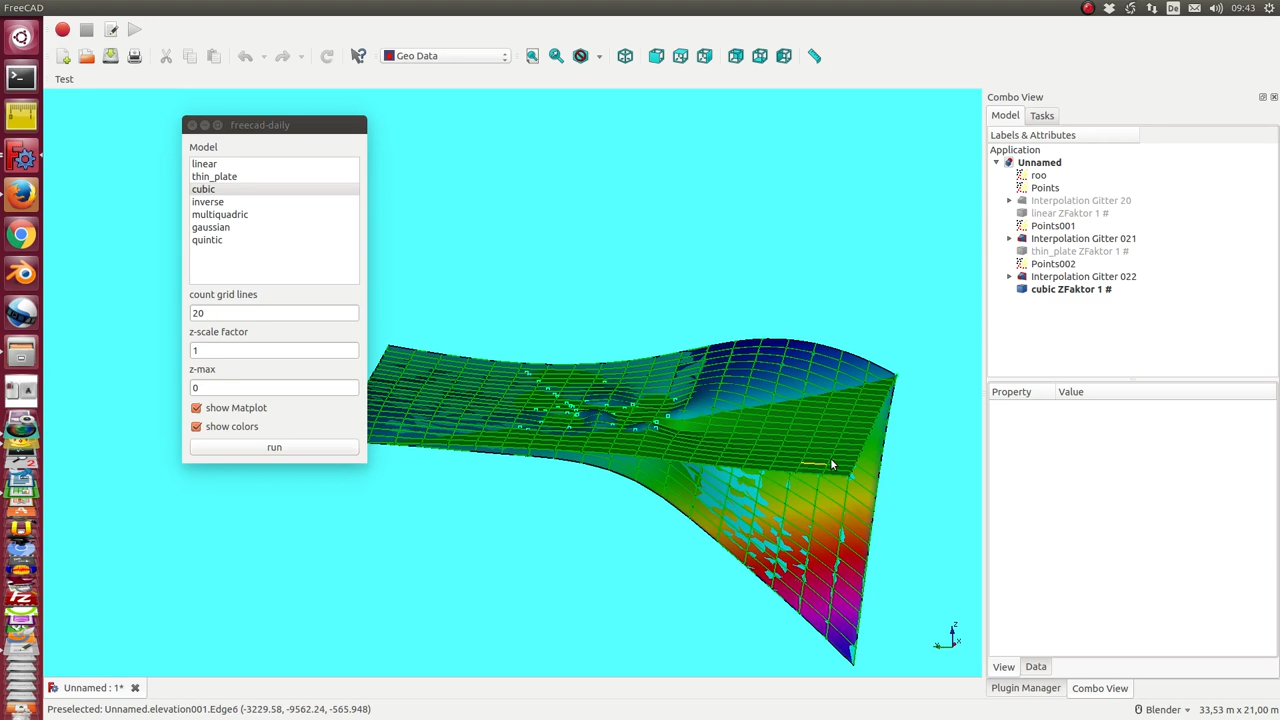 FreeCAD
De
09:43
Geo Data
Test
freecad-daily
Model
linear
thin_plate
cubic
inverse
multiquadric
gaussian
quintic
count grid lines
20
z-scale factor
1
z-max
0
show Matplot
show colors
run
Combo View
Model
Tasks
Labels & Attributes
Application
Unnamed
roo
Points
Interpolation Gitter 20
linear ZFaktor 1 #
Points001
Interpolation Gitter 021
thin_plate ZFaktor 1 #
Points002
Interpolation Gitter 022
cubic ZFaktor 1 #
Property
Value
View
Data
Plugin Manager
Combo View
z
x
Unnamed : 1*
Preselected: Unnamed.elevation001.Edge6 (-3229.58, -9562.24, -565.948)
Blender
33,53 m x 21,00 m